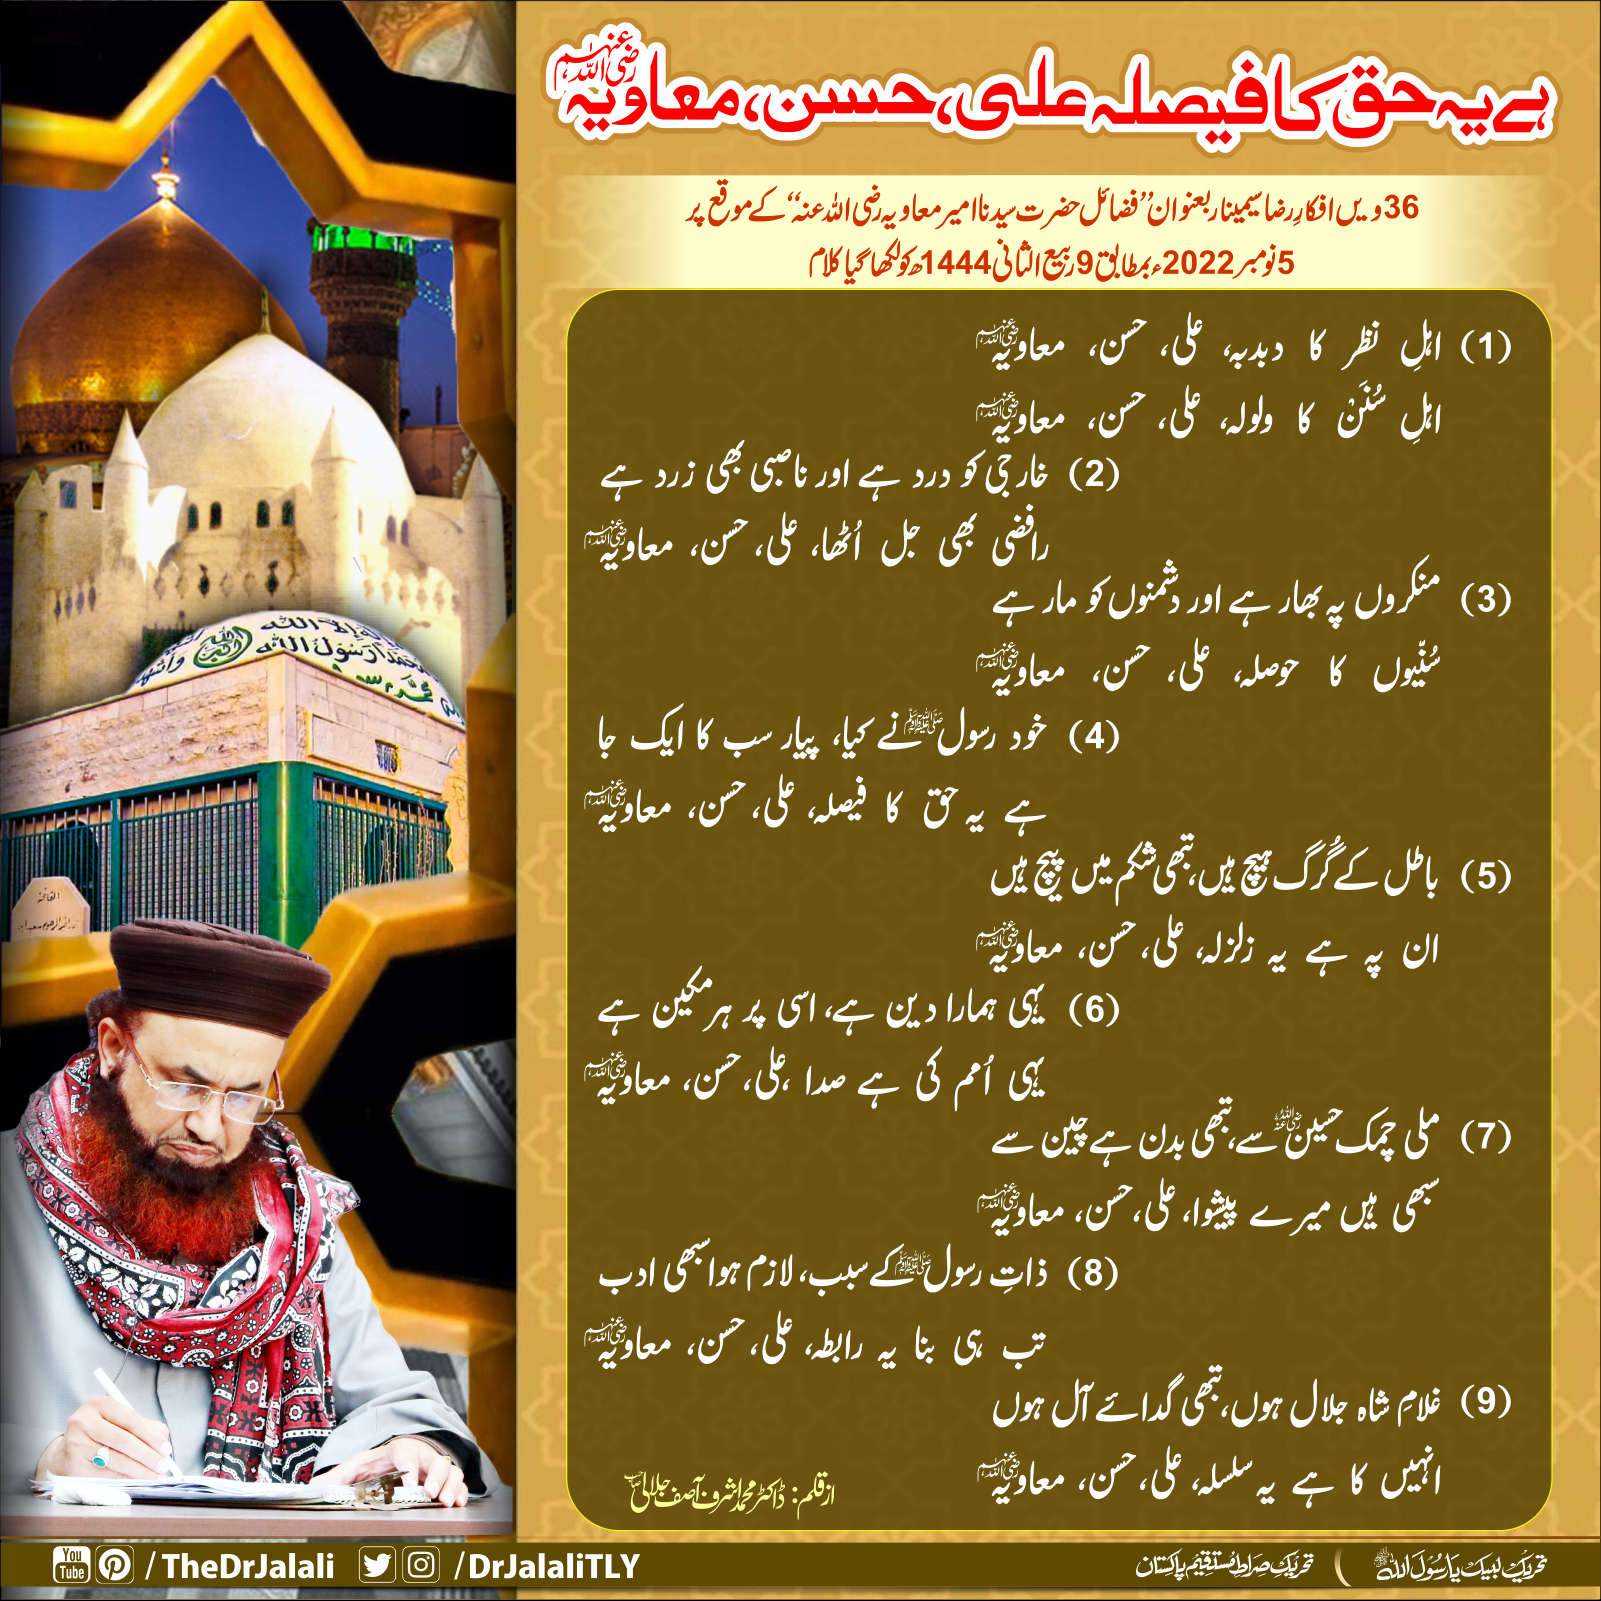 ہے یہ حق کا فیصلہ علی، حسن، معاویہ رضی اللہ عنہم
36ویں افکارِ رضا سیمینار بعنوان ”فضائل حضرت سیدنا امیر معاویہ رضی اللہ عنہ“ کے موقع پر
5 نومبر 2022ء بمطابق 9 ربیع الثانی 1444ھ کو لکھا گیا کلام
(1) اہلِ نظر کا دبدبہ، علی، حسن، معاویہ رضی اللہ عنہم
اہلِ سُنَنْ کا ولولہ، علی، حسن، معاویہ رضی اللہ عنہم
(2) خارجی کو درد ہے اور ناصبی بھی زرد ہے
رافضی بھی جل اُٹھا، علی، حسن، معاویہ رضی اللہ عنہم
(3) منکروں پہ بھار ہے اور دشمنوں کو مار ہے
سُنّیوں کا حوصلہ، علی، حسن، معاویہ رضی اللہ عنہم
(4) خود رسول ﷺ نے کیا، پیار سب کا ایک جا
ہے یہ حق کا فیصلہ، علی، حسن، معاویہ رضی اللہ عنہم
(5) باطل کے گُرگ ہیچ ہیں، تبھی شکم میں پیچ ہیں
ان پہ ہے یہ زلزلہ، علی، حسن، معاویہ رضی اللہ عنہم
(6) یہی ہمارا دین ہے، اسی پر ہر مکین ہے
یہی اُمم کی ہے صدا، علی، حسن، معاویہ رضی اللہ عنہم
(7) ملی چمک حسین رضی اللہ عنہ سے، تبھی بدن ہے چین سے
سبھی ہیں میرے پیشوا، علی، حسن، معاویہ رضی اللہ عنہم
(8) ذاتِ رسول ﷺ کے سبب، لازم ہوا سبھی ادب
تب ہی بنا یہ رابطہ، علی، حسن، معاویہ رضی اللہ عنہم
(9) غلامِ شاہ جلال ہوں، تبھی گدائے آل ہوں
انہیں کا ہے یہ سلسلہ، علی، حسن، معاویہ رضی اللہ عنہم
از قلم: ڈاکٹر محمد اشرف آصف جلالی صاحب
لا الہ الا اللہ
محمد رسول اللہ
الفاتحة
You Tube /TheDrJalali /DrJalaliTLY
تحریک لبیک یا رسول اللہ ﷺ ) تحریک صراط مستقیم پاکستان